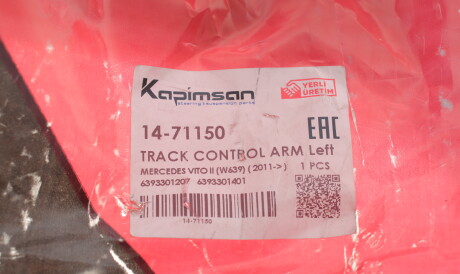 Kapimsan
steering & suspension parts
YERLİ
ÜRETİM
14-71150
EAC
TRACK CONTROL ARM Left
MERCEDES VITO II (W639) (2011->) 1 PCS
6393301207 6393301401
14-71150